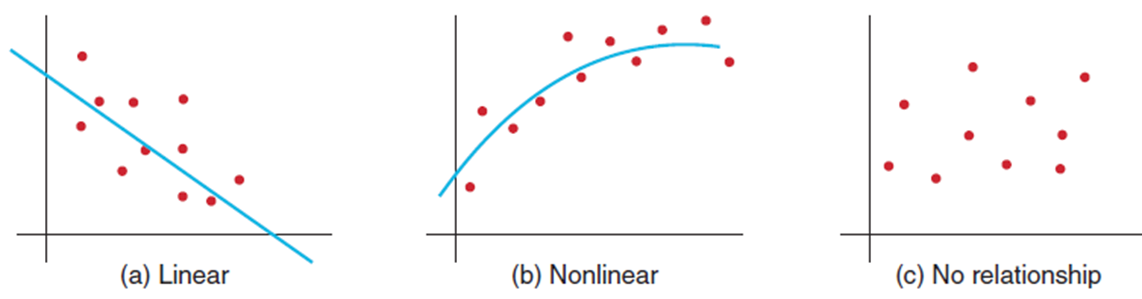 (a) Linear
(b) Nonlinear
(c) No relationship